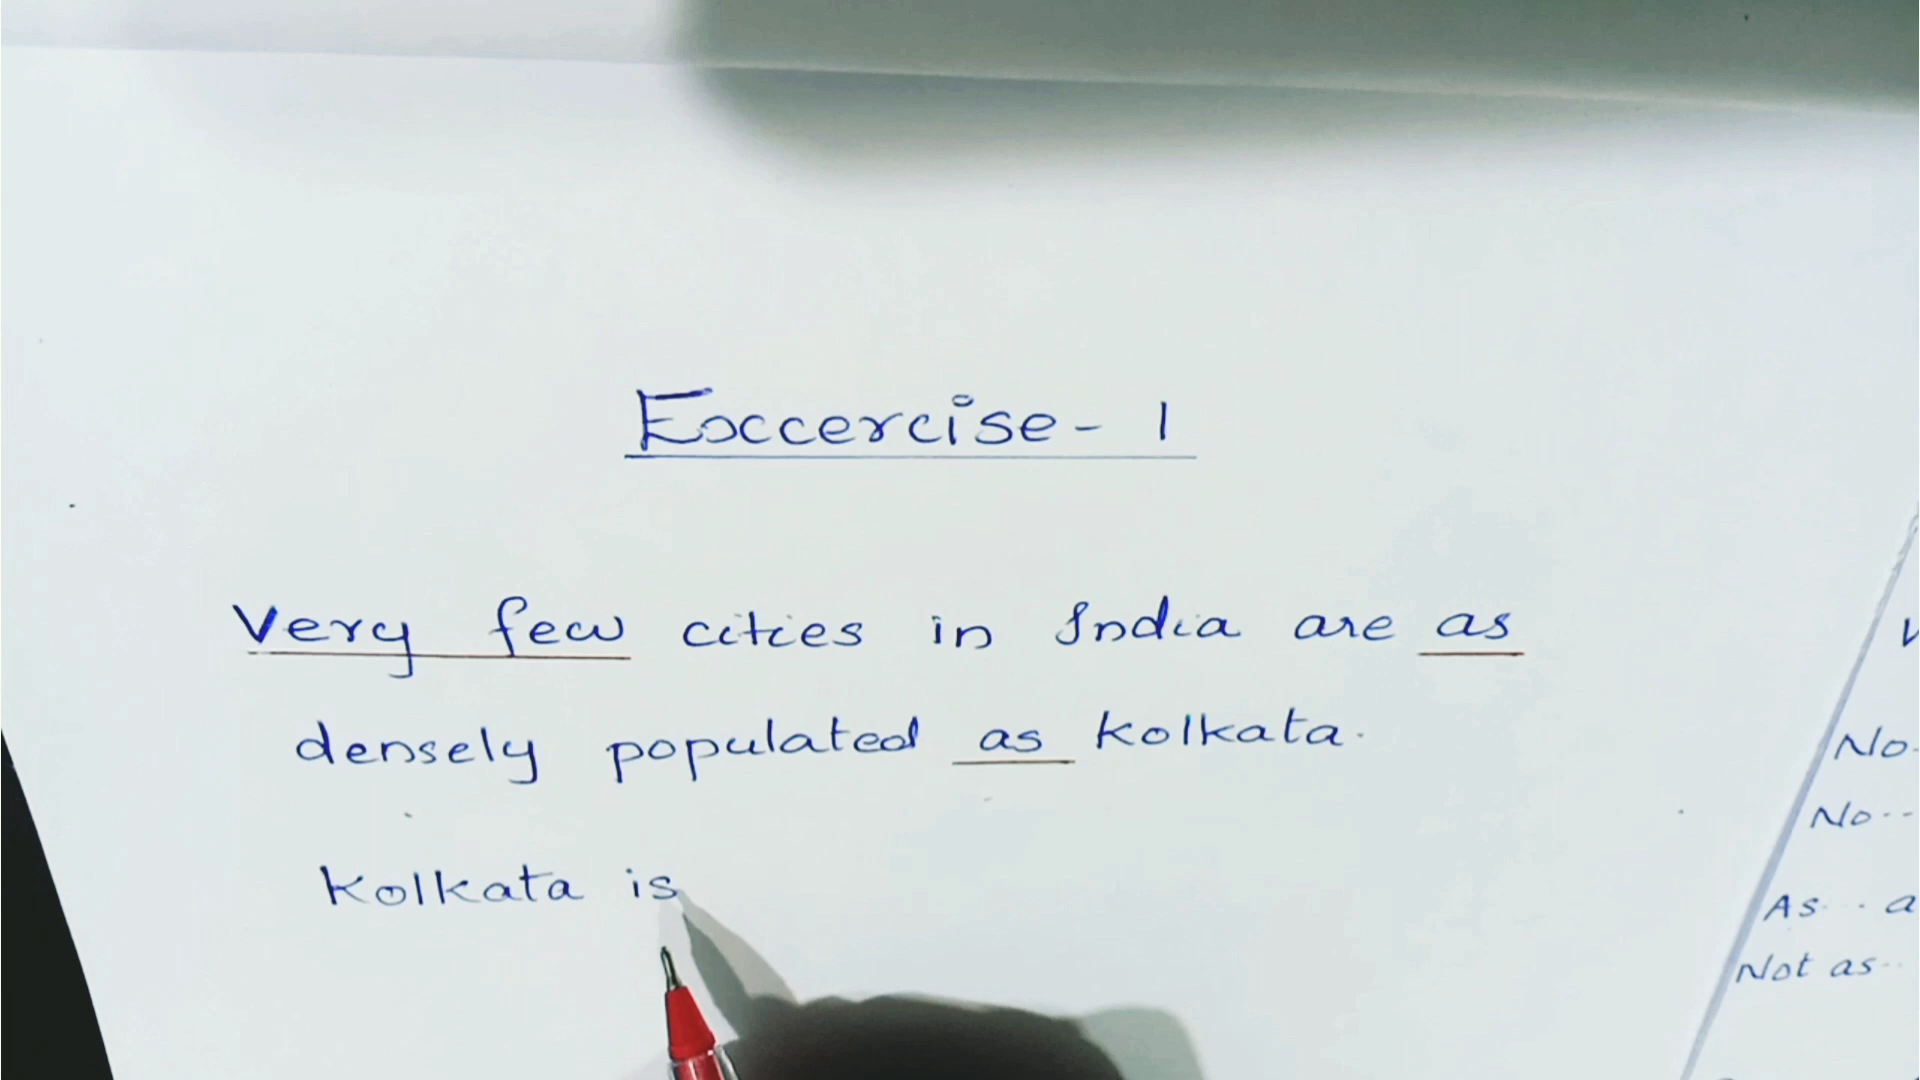 Exccercise - 1
Very few cities in India are as
densely populated as Kolkata.
Kolkata is
No-
No--
As.. a
Not as..